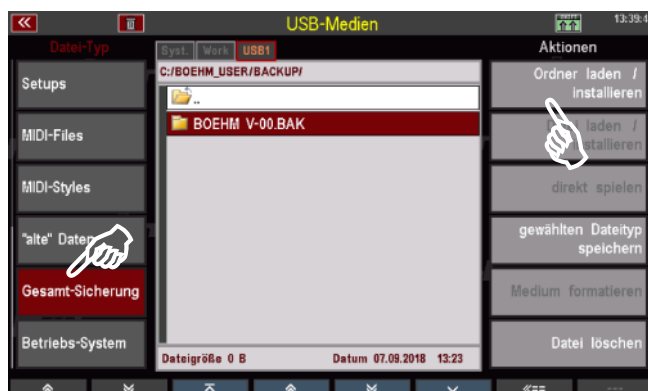 USB-Medien
13:39:4
Datei-Typ
Syst. Work USB1
Aktionen
Setups
MIDI-Files
MIDI-Styles
"alte" Daten
Gesamt-Sicherung
Betriebs-System
C:/BOEHM_USER/BACKUP/
..
BOEHM V-00.BAK
Dateigröße 0 B Datum 07.09.2018 13:23
Ordner laden /
installieren
laden /
installieren
direkt spielen
gewählten Dateityp
speichern
Medium formatieren
Datei löschen